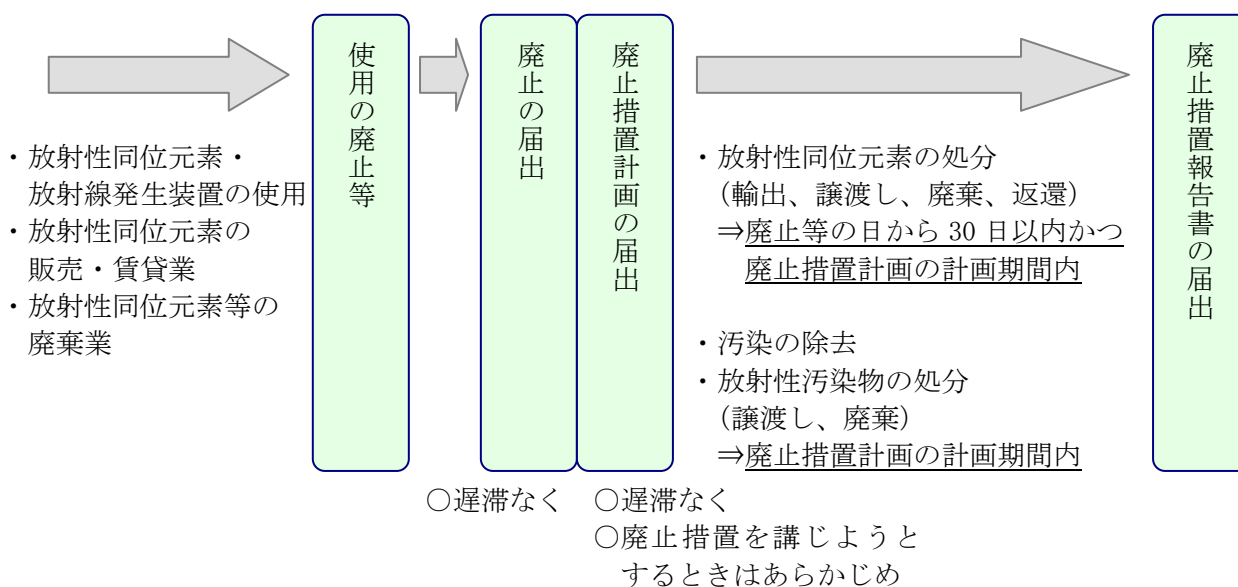 ・放射性同位元素・
放射線発生装置の使用
・放射性同位元素の
販売・賃貸業
・放射性同位元素等の
廃棄業
使用の廃止等
廃止の届出
廃止措置計画の届出
○遅滞なく
○遅滞なく
○廃止措置を講じようと
するときはあらかじめ
・放射性同位元素の処分
（輸出、譲渡し、廃棄、返還）
⇒廃止等の日から 30 日以内かつ
廃止措置計画の計画期間内
・汚染の除去
・放射性汚染物の処分
（譲渡し、廃棄）
⇒廃止措置計画の計画期間内
廃止措置報告書の届出